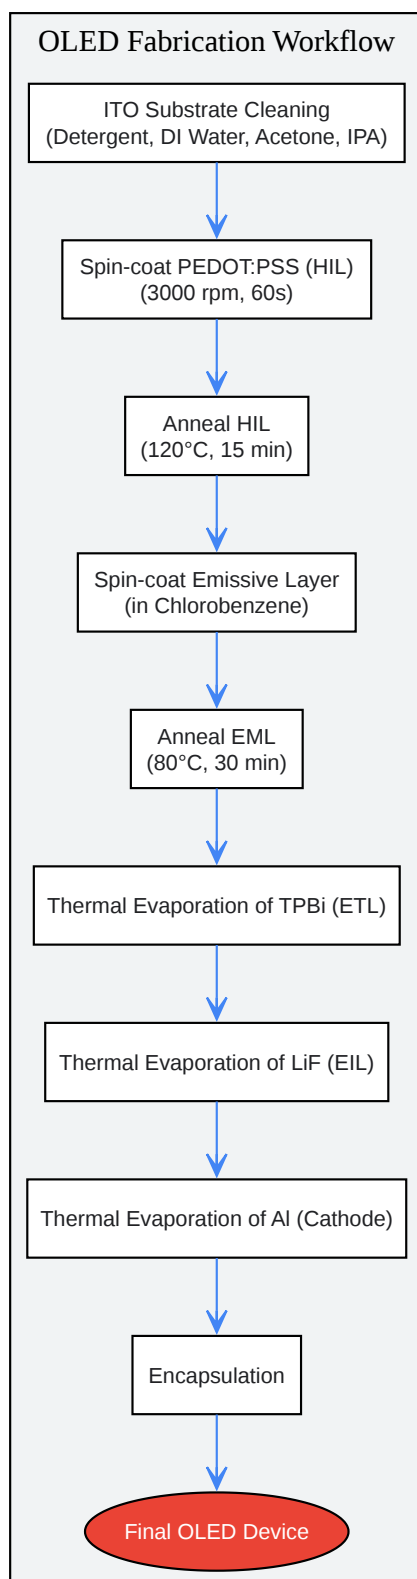 OLED Fabrication Workflow
ITO Substrate Cleaning
(Detergent, DI Water, Acetone, IPA)
Spin-coat PEDOT:PSS (HIL)
(3000 rpm, 60s)
Anneal HIL
(120°C, 15 min)
Spin-coat Emissive Layer
(in Chlorobenzene)
Anneal EML
(80°C, 30 min)
Thermal Evaporation of TPBi (ETL)
Thermal Evaporation of LiF (EIL)
Thermal Evaporation of Al (Cathode)
Encapsulation
Final OLED Device